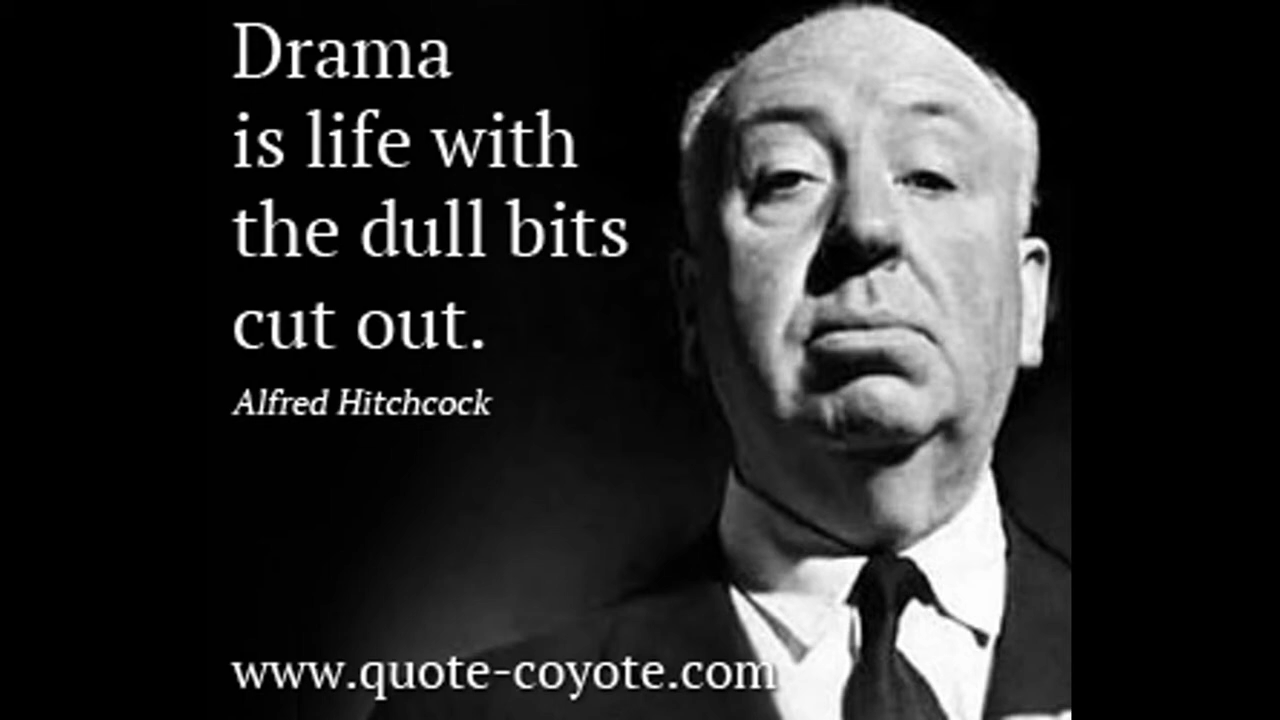 Drama
is life with
the dull bits
cut out.
Alfred Hitchcock
www.quote-coyote.com